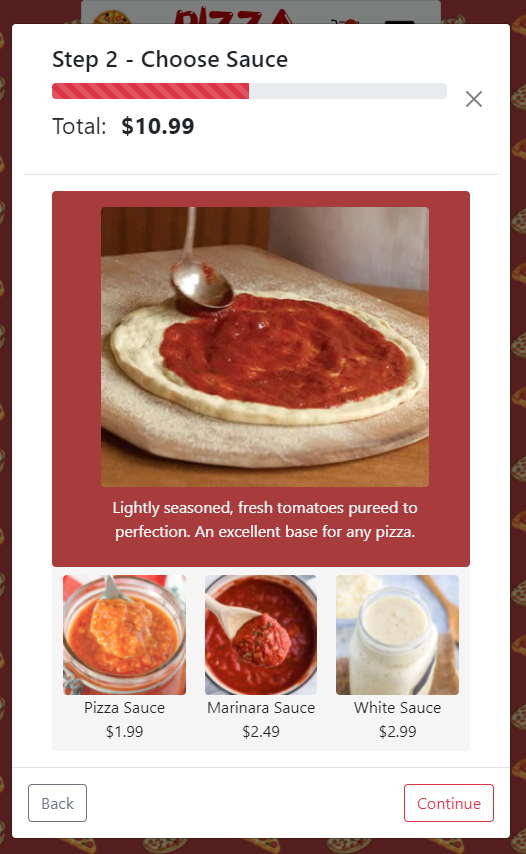 PIZZA
Step 2 - Choose Sauce
Total: $10.99
Lightly seasoned, fresh tomatoes pureed to
perfection. An excellent base for any pizza.
Pizza Sauce
$1.99
Marinara Sauce
$2.49
White Sauce
$2.99
Back
Continue